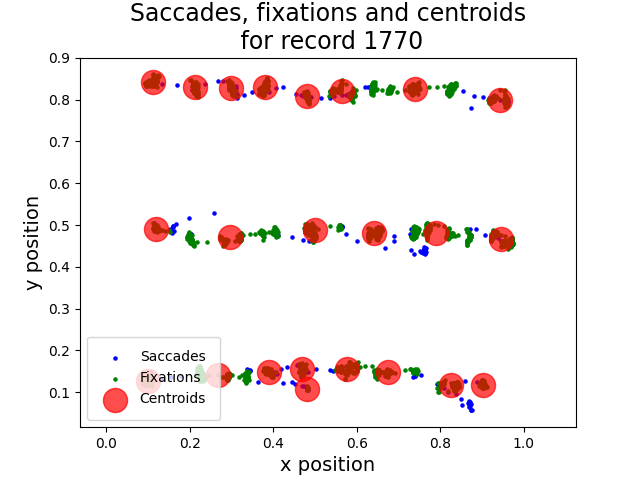 Saccades, fixations and centroids
for record 1770
0.9
0.8
0.7
0.6
0.5
0.4
0.3
0.2
0.1
y position
Saccades
Fixations
Centroids
0.0 0.2 0.4 0.6 0.8 1.0
x position